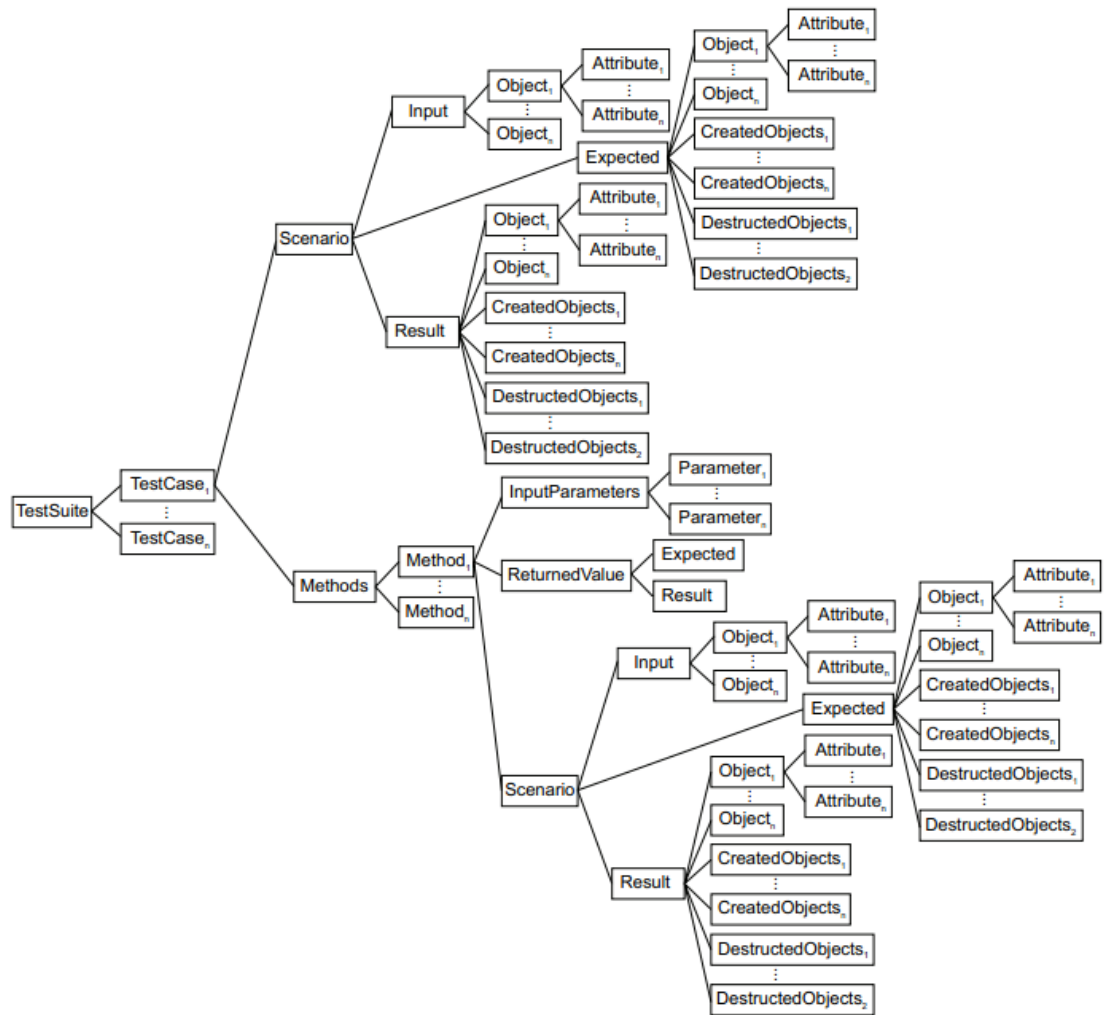 TestSuite
TestCase₁
⋮
TestCaseₙ
Scenario
Input
Object₁
⋮
Objectₙ
Attribute₁
⋮
Attributeₙ
Expected
Object₁
⋮
Objectₙ
Attribute₁
⋮
Attributeₙ
CreatedObjects₁
⋮
CreatedObjectsₙ
DestructedObjects₁
⋮
DestructedObjects₂
Result
Object₁
⋮
Objectₙ
Attribute₁
⋮
Attributeₙ
CreatedObjects₁
⋮
CreatedObjectsₙ
DestructedObjects₁
⋮
DestructedObjects₂
Methods
Method₁
⋮
Methodₙ
InputParameters
Parameter₁
⋮
Parameterₙ
ReturnedValue
Expected
Result
Scenario
Input
Object₁
⋮
Objectₙ
Attribute₁
⋮
Attributeₙ
Expected
Object₁
⋮
Objectₙ
Attribute₁
⋮
Attributeₙ
CreatedObjects₁
⋮
CreatedObjectsₙ
DestructedObjects₁
⋮
DestructedObjects₂
Result
Object₁
⋮
Objectₙ
Attribute₁
⋮
Attributeₙ
CreatedObjects₁
⋮
CreatedObjectsₙ
DestructedObjects₁
⋮
DestructedObjects₂